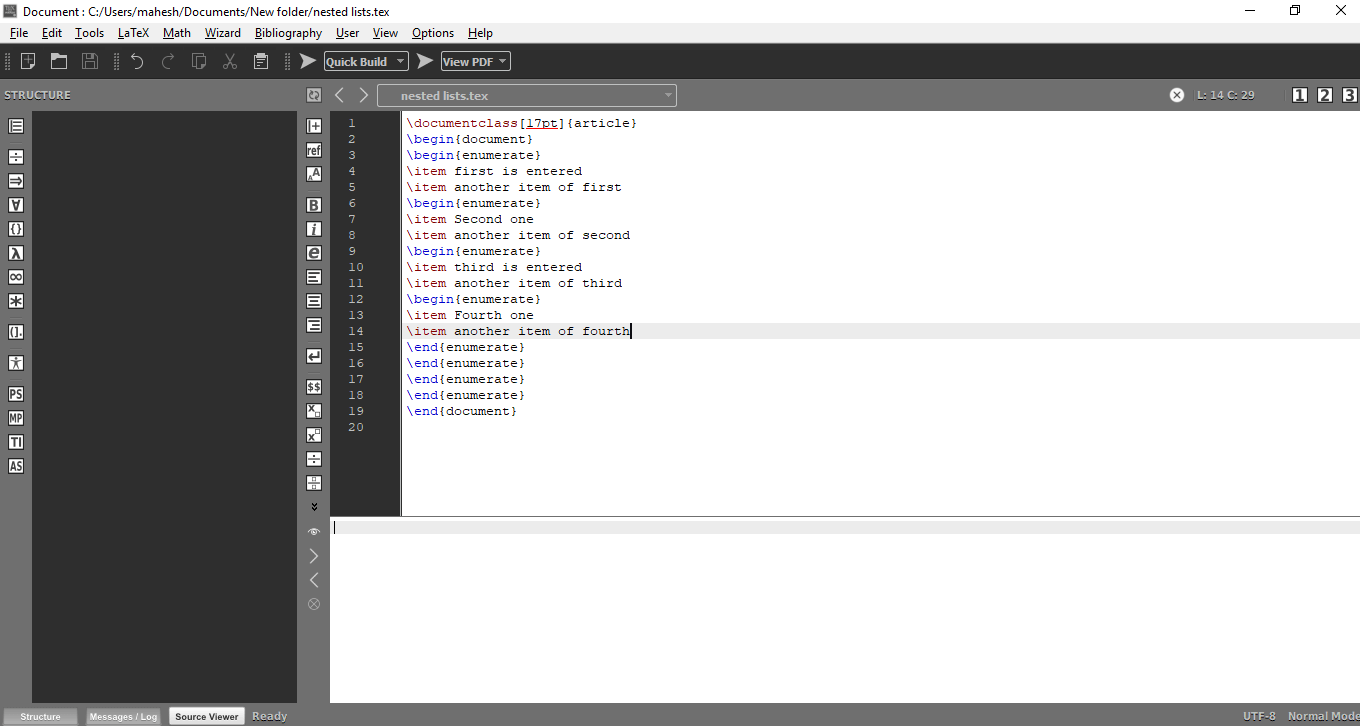 Document : C:/Users/mahesh/Documents/New folder/nested lists.tex
File Edit Tools LaTeX Math Wizard Bibliography User View Options Help
Quick Build View PDF
STRUCTURE nested lists.tex L: 14 C: 29 1 2 3
1 \documentclass[17pt]{article}
2 \begin{document}
3 \begin{enumerate}
4 \item first is entered
5 \item another item of first
6 \begin{enumerate}
7 \item Second one
8 \item another item of second
9 \begin{enumerate}
10 \item third is entered
11 \item another item of third
12 \begin{enumerate}
13 \item Fourth one
14 \item another item of fourth
15 \end{enumerate}
16 \end{enumerate}
17 \end{enumerate}
18 \end{enumerate}
19 \end{document}
20
÷
⇒
∀
{}
λ
∞
*
(].
PS
MP
TI
AS
ref
AA
B
i
e
$$
x
x
÷
Structure Messages / Log Source Viewer Ready UTF-8 Normal Mode